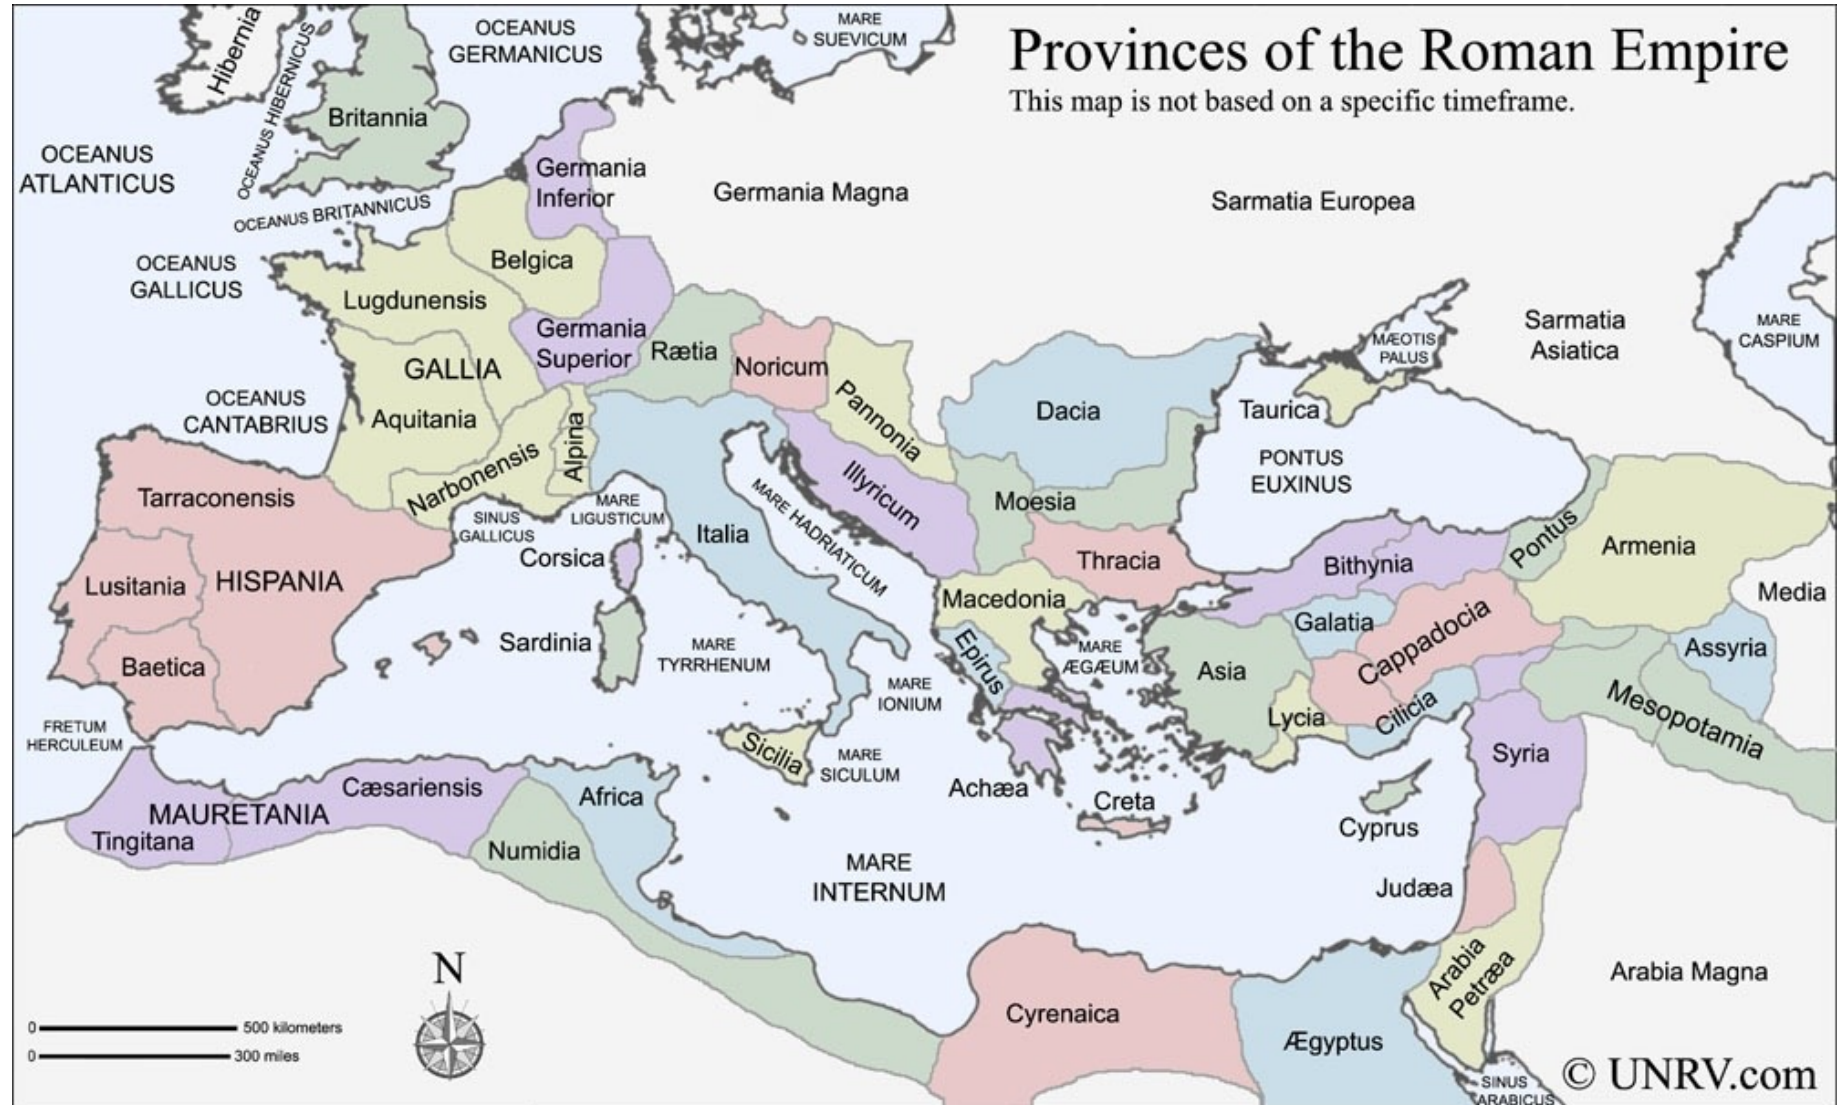 Provinces of the Roman Empire
This map is not based on a specific timeframe.
Hibernia
OCEANUS HIBERNICUS
OCEANUS
GERMANICUS
MARE
SUEVICUM
Britannia
OCEANUS
ATLANTICUS
Germania
Inferior
Germania Magna
Sarmatia Europea
OCEANUS BRITANNICUS
OCEANUS
GALLICUS
Belgica
Lugdunensis
Germania
Superior
Rætia
Noricum
Pannonia
MÆOTIS
PALUS
Sarmatia
Asiatica
MARE
CASPIUM
GALLIA
OCEANUS
CANTABRIUS
Aquitania
Narbonensis
Alpina
Dacia
Taurica
PONTUS
EUXINUS
Tarraconensis
SINUS
GALLICUS
MARE
LIGUSTICUM
Italia
MARE HADRIATICUM
Illyricum
Moesia
Lusitania
HISPANIA
Corsica
Thracia
Bithynia
Pontus
Armenia
Macedonia
Media
Baetica
Sardinia
MARE
TYRRHENUM
Epirus
MARE
ÆGÆUM
Galatia
Cappadocia
Assyria
Asia
MARE
IONIUM
Lycia
Cilicia
Mesopotamia
FRETUM
HERCULEUM
Sicilia
MARE
SICULUM
Syria
Achæa
Creta
Cyprus
MAURETANIA
Cæsariensis
Tingitana
Africa
Numidia
MARE
INTERNUM
Judæa
Arabia
Petræa
Arabia Magna
N
0 500 kilometers
0 300 miles
Cyrenaica
Ægyptus
SINUS
ARABICUS
© UNRV.com